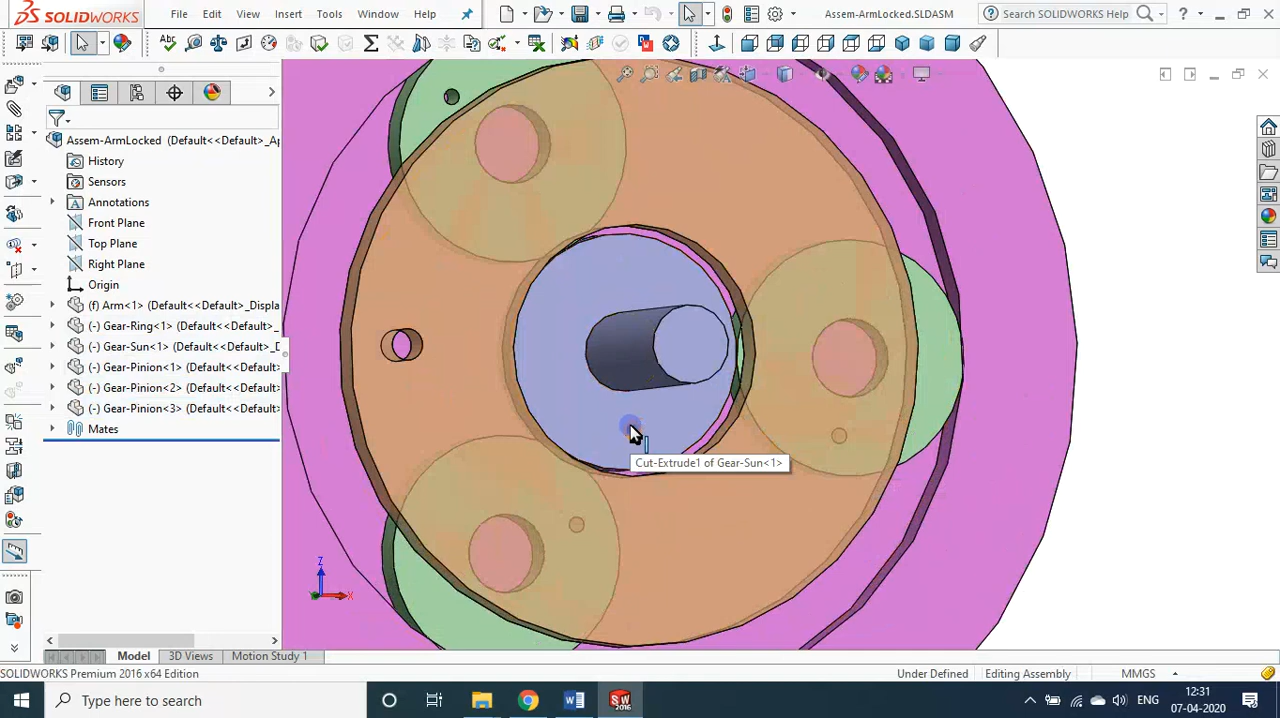 SOLIDWORKS File Edit View Insert Tools Window Help Assem-ArmLocked.SLDASM Search SOLIDWORKS Help ?
Assem-ArmLocked (Default<<Default>_Ap
History
Sensors
Annotations
Front Plane
Top Plane
Right Plane
Origin
(f) Arm<1> (Default<<Default>_Displa
(-) Gear-Ring<1> (Default<<Default>_
(-) Gear-Sun<1> (Default<<Default>_D
(-) Gear-Pinion<1> (Default<<Default>
(-) Gear-Pinion<2> (Default<<Default>
(-) Gear-Pinion<3> (Default<<Default>
Mates
Cut-Extrude1 of Gear-Sun<1>
Z
X
Model 3D Views Motion Study 1
SOLIDWORKS Premium 2016 x64 Edition Under Defined Editing Assembly MMGS
Type here to search
SW
2016
ENG
12:31
07-04-2020